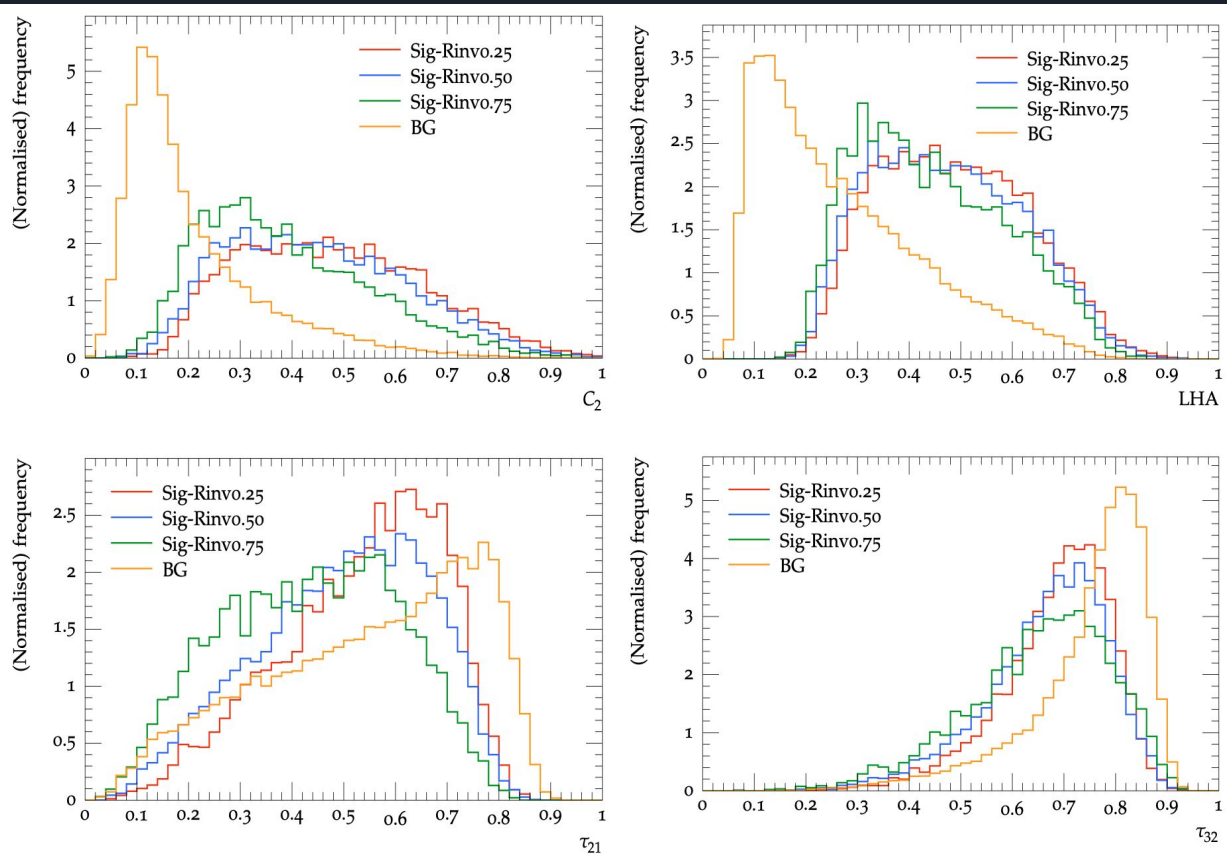 (Normalised) frequency
Sig-Rinv0.25
Sig-Rinv0.50
Sig-Rinv0.75
BG
5
4
3
2
1
0
0 0.1 0.2 0.3 0.4 0.5 0.6 0.7 0.8 0.9 1
C₂
(Normalised) frequency
Sig-Rinv0.25
Sig-Rinv0.50
Sig-Rinv0.75
BG
3.5
3
2.5
2
1.5
1
0.5
0
0 0.1 0.2 0.3 0.4 0.5 0.6 0.7 0.8 0.9 1
LHA
(Normalised) frequency
Sig-Rinv0.25
Sig-Rinv0.50
Sig-Rinv0.75
BG
2.5
2
1.5
1
0.5
0
0 0.1 0.2 0.3 0.4 0.5 0.6 0.7 0.8 0.9 1
τ₂₁
(Normalised) frequency
Sig-Rinv0.25
Sig-Rinv0.50
Sig-Rinv0.75
BG
5
4
3
2
1
0
0 0.1 0.2 0.3 0.4 0.5 0.6 0.7 0.8 0.9 1
τ₃₂